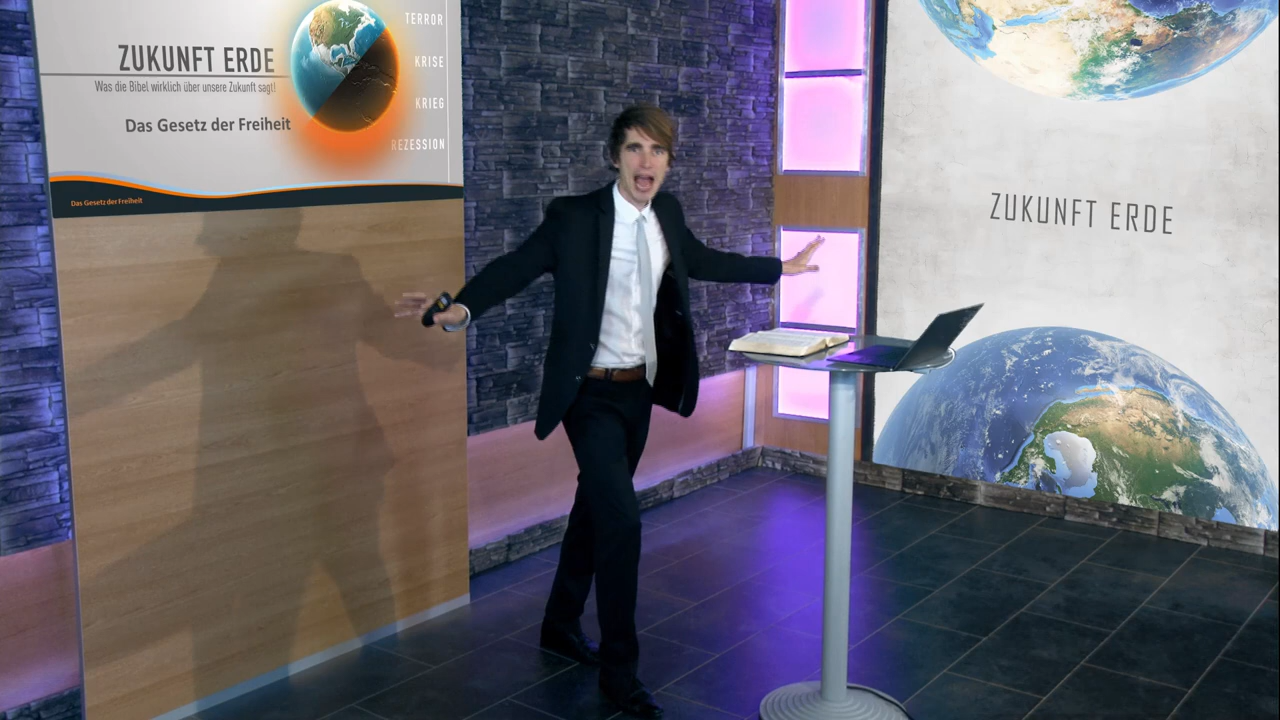 ZUKUNFT ERDE
Was die Bibel wirklich über unsere Zukunft sagt!
Das Gesetz der Freiheit
TERROR
KRISE
KRIEG
REZESSION
Das Gesetz der Freiheit
ZUKUNFT ERDE